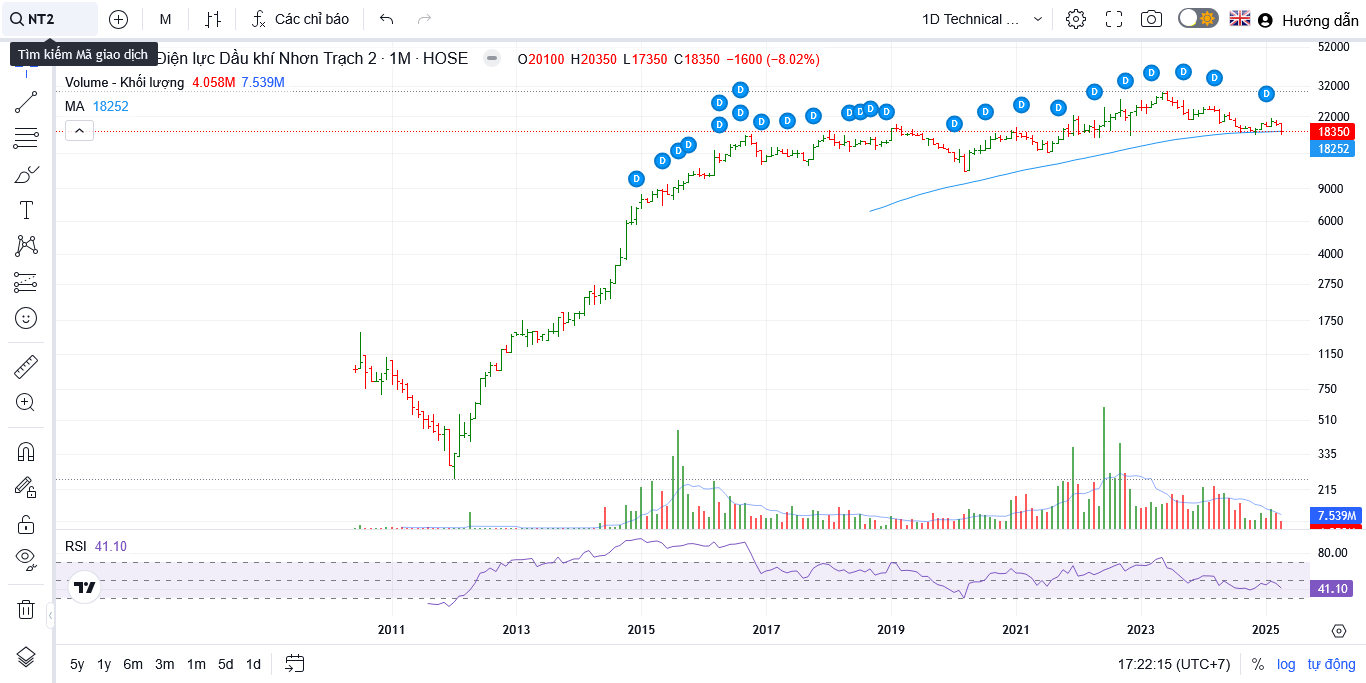 NT2
M
Các chỉ báo
1D Technical ...
Hướng dẫn
Tìm kiếm Mã giao dịch
Điện lực Dầu khí Nhơn Trạch 2 · 1M · HOSE
O20100 H20350 L17350 C18350 −1600 (−8.02%)
Volume - Khối lượng 4.058M 7.539M
MA 18252
D D D D D D D D D D D D D D D D D D D D D D D D D D
52000
32000
22000
18350
18252
9000
6000
4000
2750
1750
1150
750
510
335
215
7.539M
RSI 41.10
80.00
41.10
2011 2013 2015 2017 2019 2021 2023 2025
5y 1y 6m 3m 1m 5d 1d
17:22:15 (UTC+7)
% log tự động